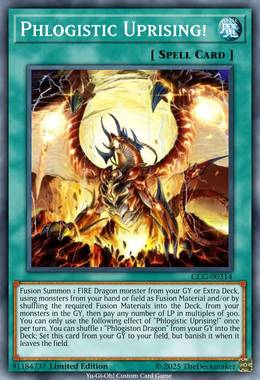 PHLOGISTIC UPRISING!
[ SPELL CARD ]
CCG-00314
Fusion Summon 1 FIRE Dragon monster from your GY or Extra Deck,
using monsters from your hand or field as Fusion Material and/or by
shuffling the required Fusion Materials into the Deck, from your
monsters in the GY, then pay any number of LP in multiples of 300.
You can only use the following effect of "Phlogistic Uprising!" once
per turn. You can shuffle 1 "Phlogiston Dragon" from your GY into the
Deck; Set this card from your GY to your field, but banish it when it
leaves the field.
91184737 Limited Edition
© 2025 TheDeckmaker
Yu-Gi-Oh! Custom Card Game